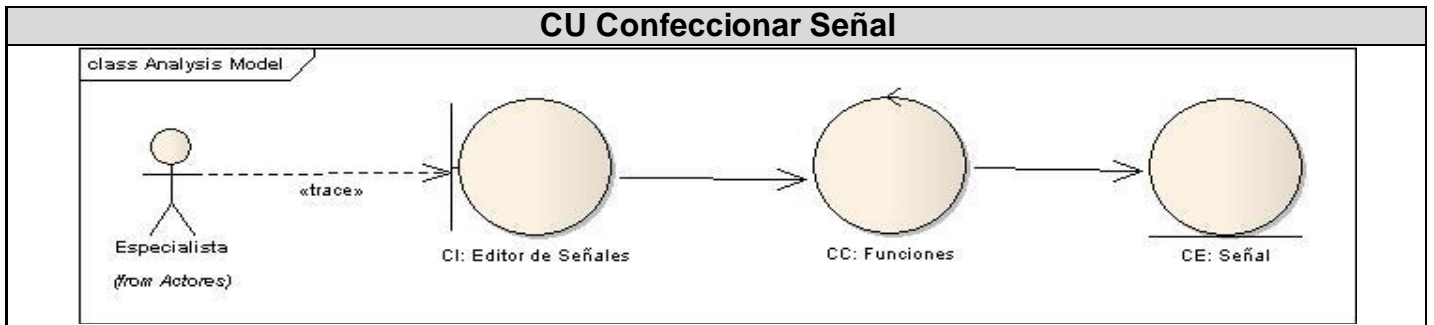 CU Confeccionar Señal
class Analysis Model
«trace»
Especialista
(from Actores)
CI: Editor de Señales
CC: Funciones
CE: Señal